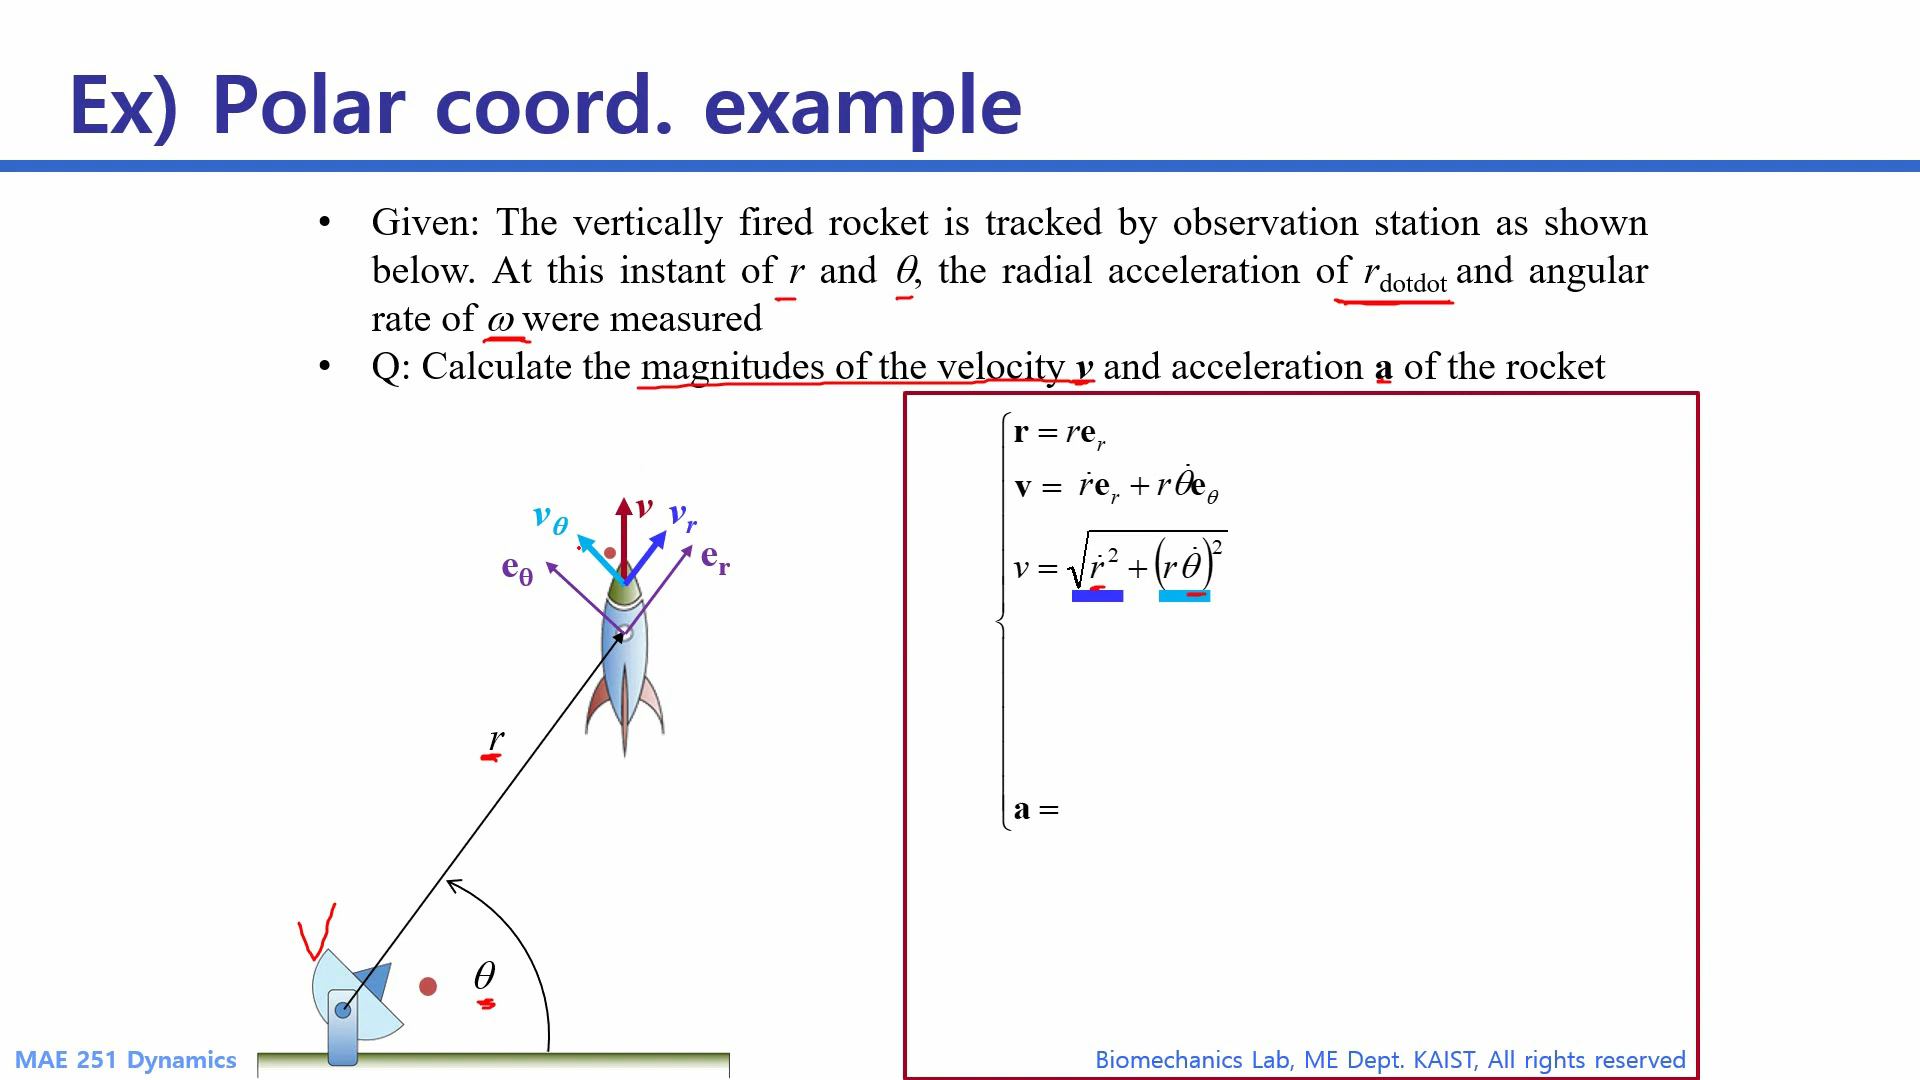 Ex) Polar coord. example
• Given: The vertically fired rocket is tracked by observation station as shown
below. At this instant of r and θ, the radial acceleration of r_dotdot and angular
rate of ω were measured
• Q: Calculate the magnitudes of the velocity v and acceleration a of the rocket
r = re_r
v = ṙe_r + rθ̇e_θ
v = √(ṙ² + (rθ̇)²)
a =
v_θ
v
v_r
e_θ
e_r
r
θ
MAE 251 Dynamics
Biomechanics Lab, ME Dept. KAIST, All rights reserved